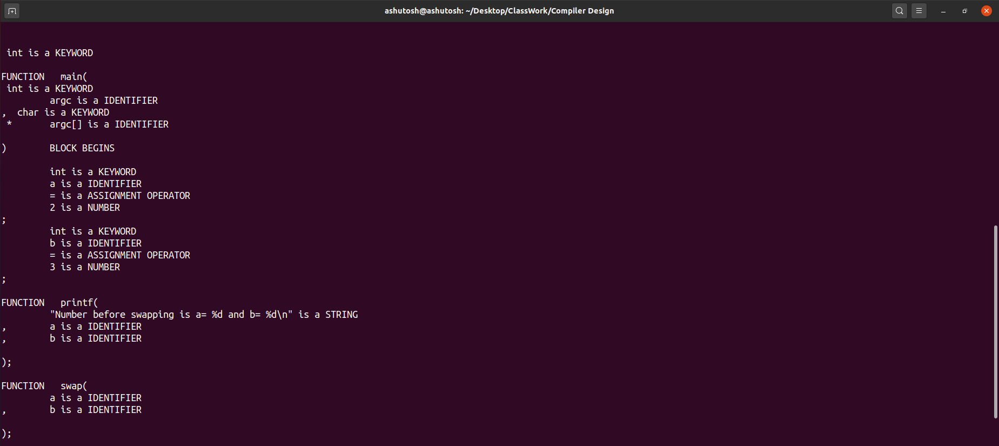 ashutosh@ashutosh: ~/Desktop/ClassWork/Compiler Design
int is a KEYWORD
FUNCTION   main(
int is a KEYWORD
argc is a IDENTIFIER
,  char is a KEYWORD
*       argc[] is a IDENTIFIER
)        BLOCK BEGINS
int is a KEYWORD
a is a IDENTIFIER
= is a ASSIGNMENT OPERATOR
2 is a NUMBER
;
int is a KEYWORD
b is a IDENTIFIER
= is a ASSIGNMENT OPERATOR
3 is a NUMBER
;
FUNCTION   printf(
"Number before swapping is a= %d and b= %d\n" is a STRING
,        a is a IDENTIFIER
,        b is a IDENTIFIER
);
FUNCTION   swap(
a is a IDENTIFIER
,        b is a IDENTIFIER
);